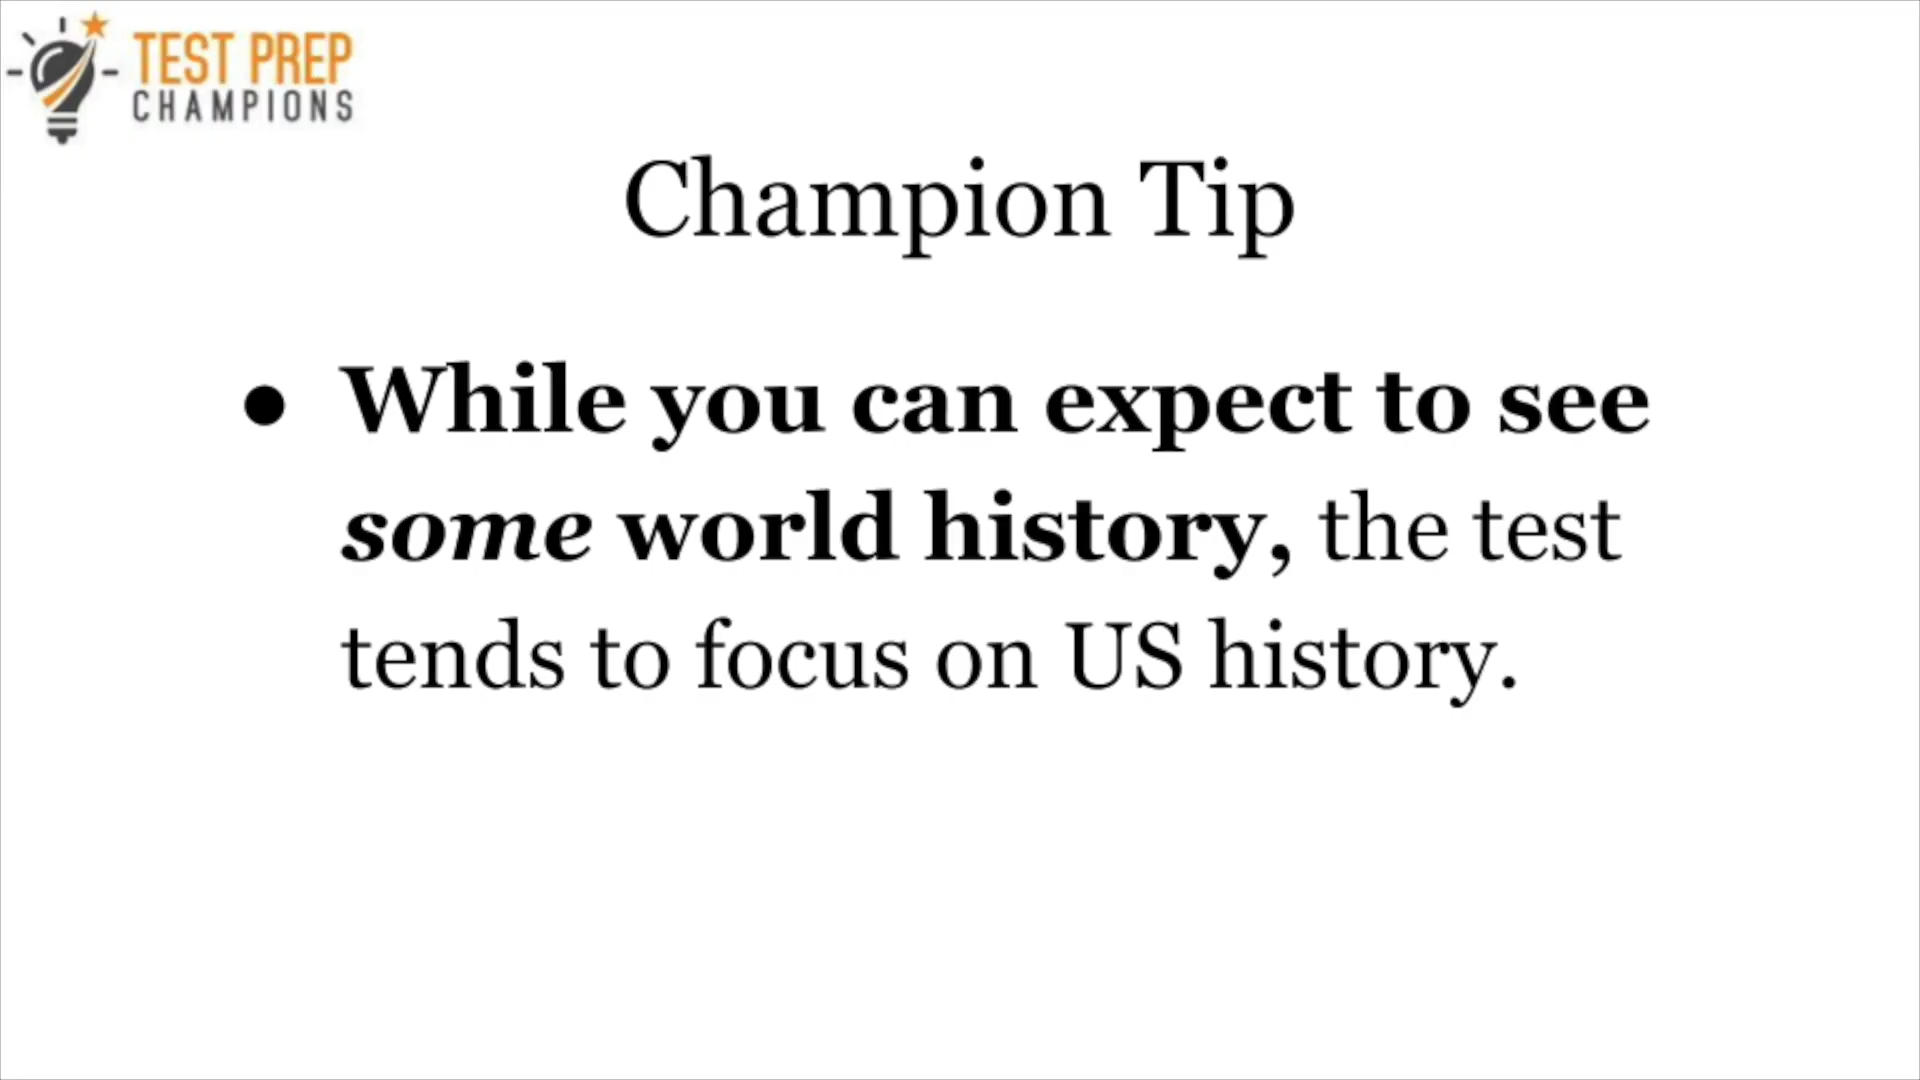 TEST PREP
CHAMPIONS
Champion Tip
● While you can expect to see
some world history, the test
tends to focus on US history.